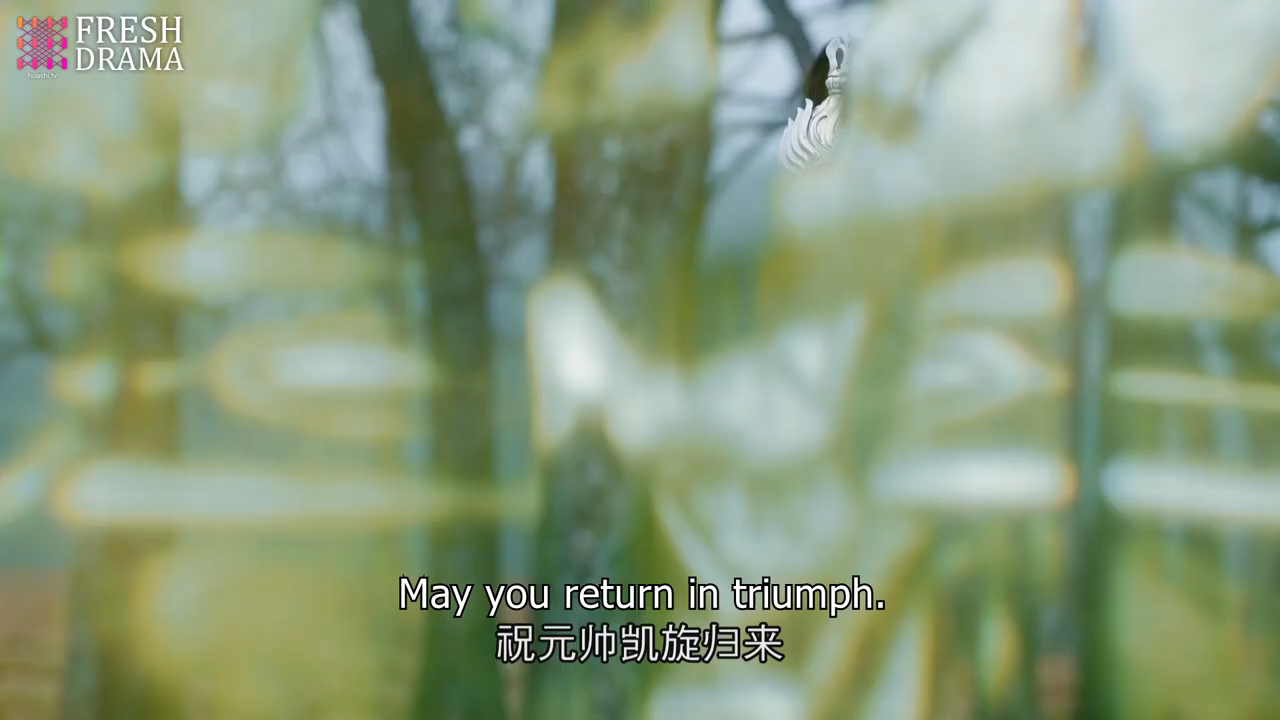 FRESH
DRAMA
May you return in triumph.
祝元帅凯旋归来